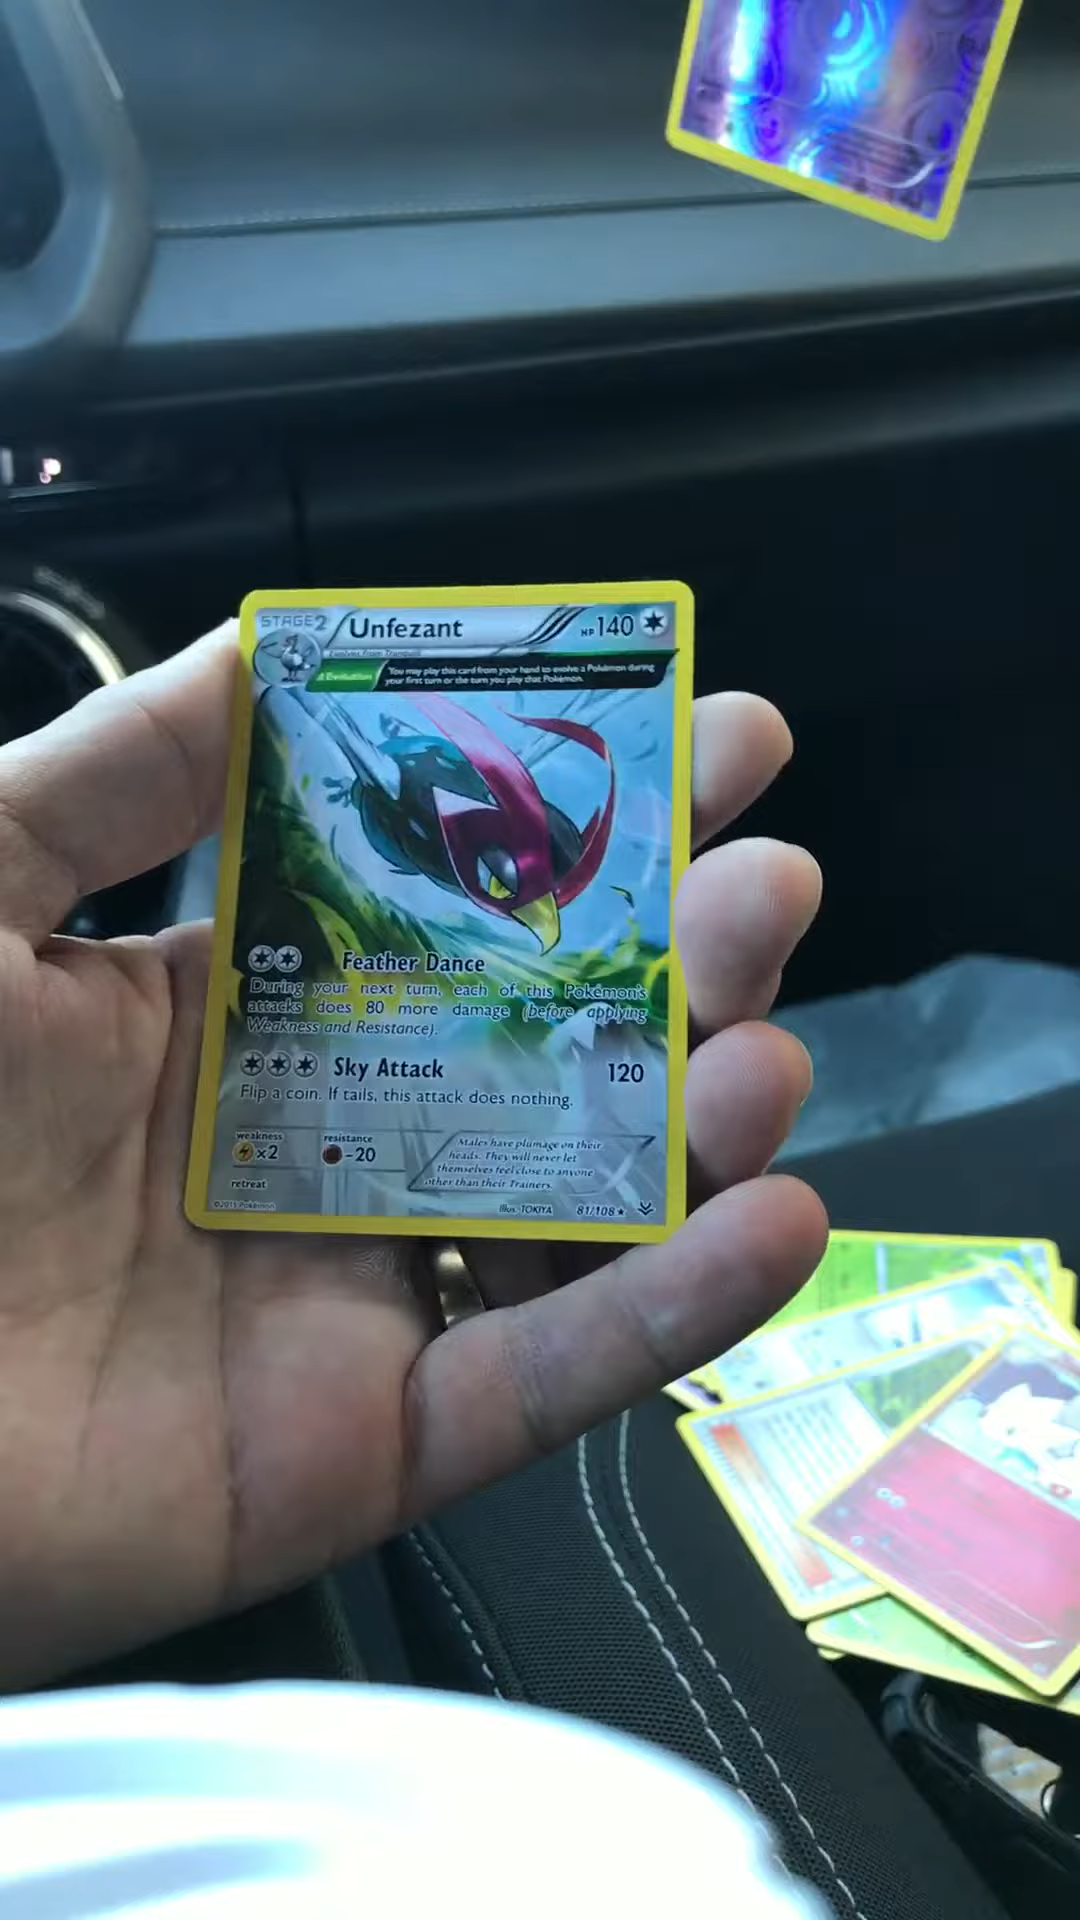 STAGE2 Unfezant HP140
Evolves from Tranquill
Δ Evolution You may play this card from your hand to evolve a Pokémon during
your first turn or the turn you play that Pokémon.
Feather Dance
During your next turn, each of this Pokémon's
attacks does 80 more damage (before applying
Weakness and Resistance).
Sky Attack 120
Flip a coin. If tails, this attack does nothing.
weakness resistance
×2 -20
retreat
Males have plumage on their
heads. They will never let
themselves feel close to anyone
other than their Trainers.
©2015 Pokémon Illus. TOKIYA 81/108★